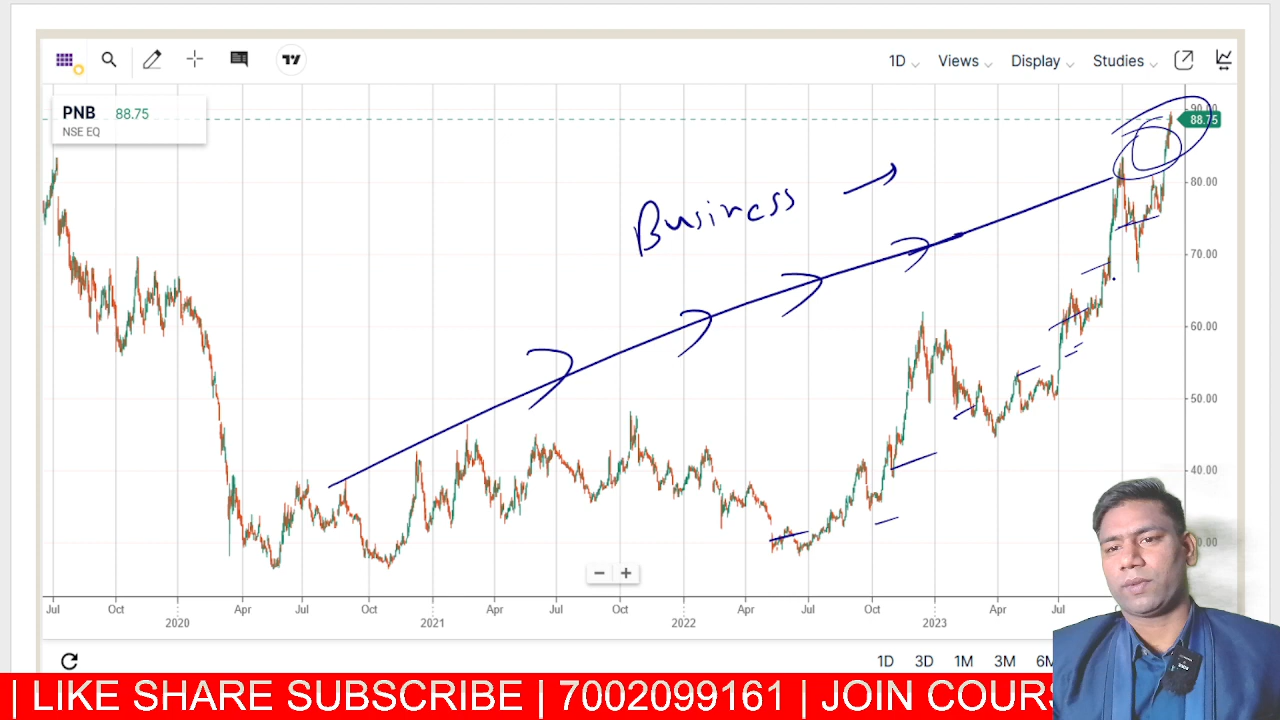 1D Views Display Studies
PNB 88.75
NSE EQ
90.00
88.75
80.00
70.00
60.00
50.00
40.00
Business
Jul Oct 2020 Apr Jul Oct 2021 Apr Jul Oct 2022 Apr Jul Oct 2023 Apr Jul
1D 3D 1M 3M
| LIKE SHARE SUBSCRIBE | 7002099161 | JOIN COURS